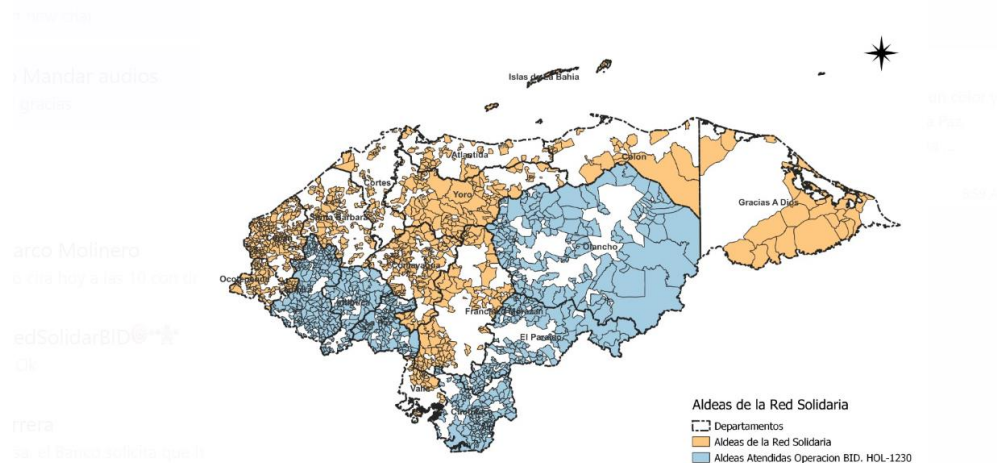 Mandar audios
arco Molinero
edSolidarBID
Ok
rrera
Islas de La Bahia
Atlantida
Colon
Cortes
Yoro
Gracias A Dios
Santa Barbara
Olancho
Comayagua
Ocotepeque
Intibuca
Francisco Morazan
El Paraiso
Valle
Choluteca
Aldeas de la Red Solidaria
Departamentos
Aldeas de la Red Solidaria
Aldeas Atendidas Operacion BID. HOL-1230